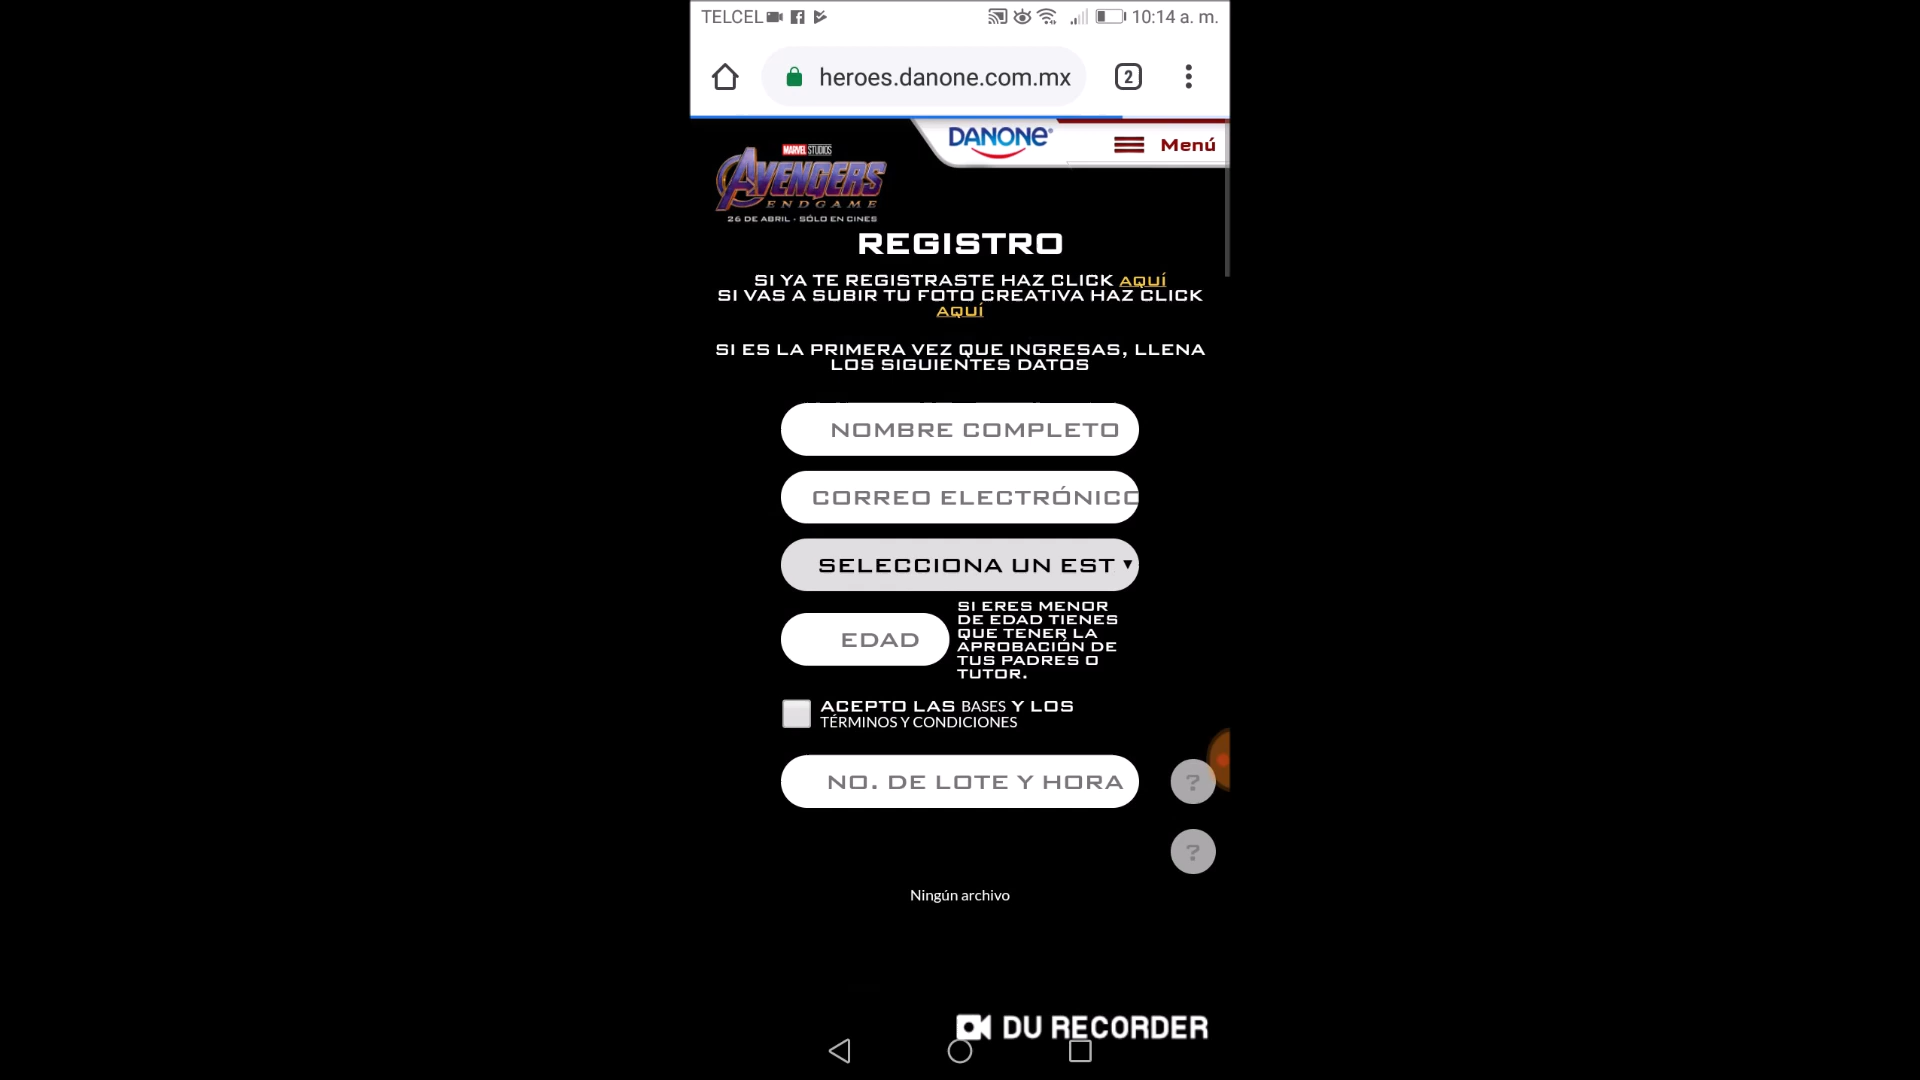 TELCEL 10:14 a. m.
heroes.danone.com.mx 2
DANONE
Menú
MARVEL STUDIOS
AVENGERS
ENDGAME
26 DE ABRIL - SÓLO EN CINES
REGISTRO
SI YA TE REGISTRASTE HAZ CLICK AQUÍ
SI VAS A SUBIR TU FOTO CREATIVA HAZ CLICK
AQUÍ
SI ES LA PRIMERA VEZ QUE INGRESAS, LLENA
LOS SIGUIENTES DATOS
NOMBRE COMPLETO
CORREO ELECTRÓNICO
SELECCIONA UN EST
EDAD
SI ERES MENOR
DE EDAD TIENES
QUE TENER LA
APROBACIÓN DE
TUS PADRES O
TUTOR.
ACEPTO LAS BASES Y LOS
TÉRMINOS Y CONDICIONES
NO. DE LOTE Y HORA
?
?
Ningún archivo
DU RECORDER